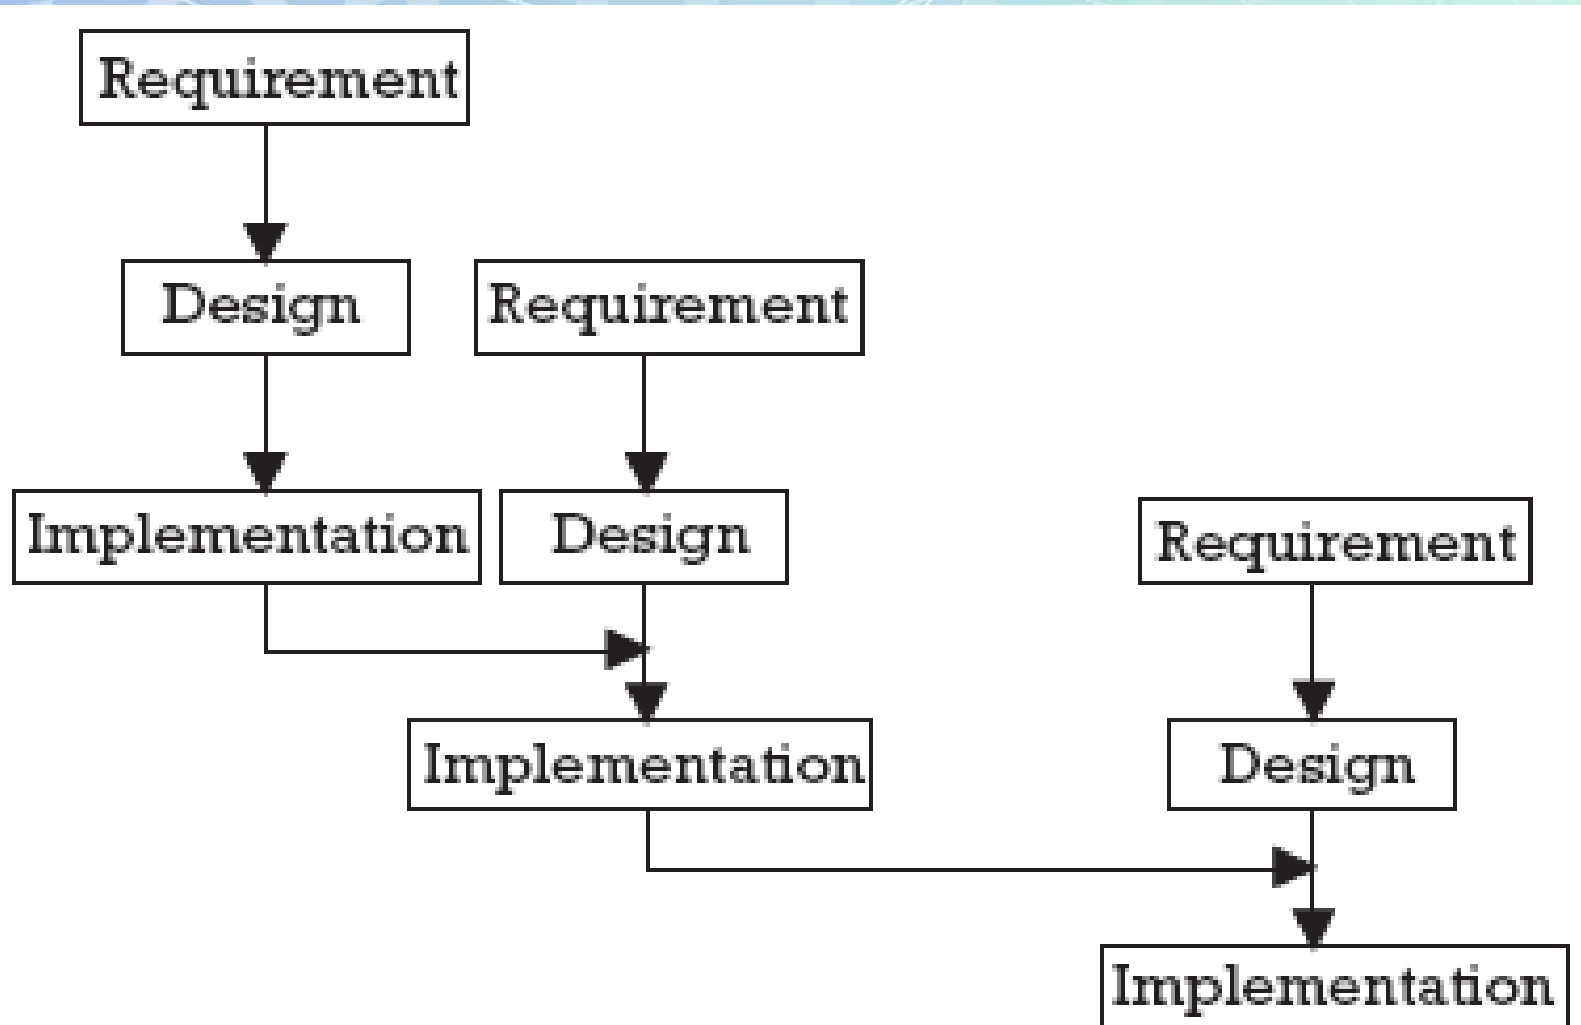 Requirement
Design
Requirement
Implementation
Design
Requirement
Implementation
Design
Implementation